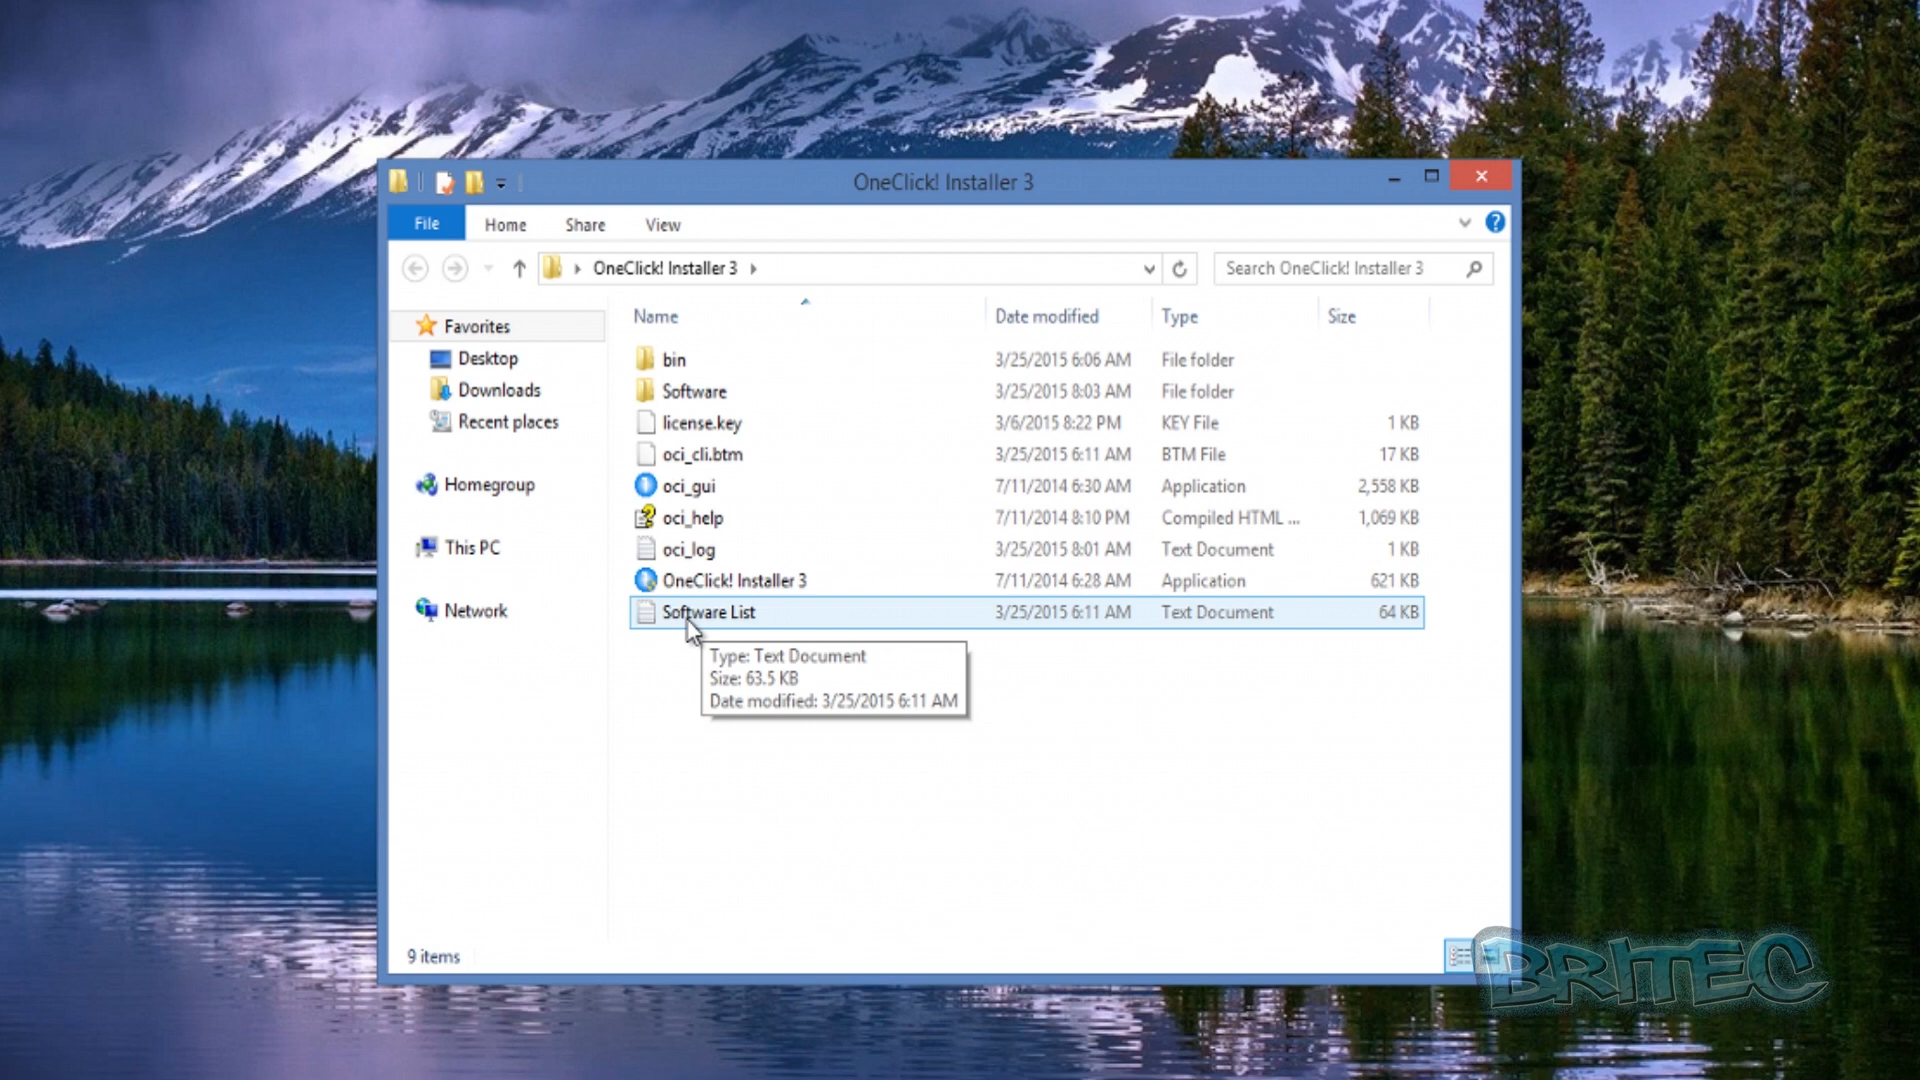 OneClick! Installer 3
File Home Share View
OneClick! Installer 3
Search OneClick! Installer 3
Name Date modified Type Size
Favorites
Desktop
Downloads
Recent places
Homegroup
This PC
Network
bin 3/25/2015 6:06 AM File folder
Software 3/25/2015 8:03 AM File folder
license.key 3/6/2015 8:22 PM KEY File 1 KB
oci_cli.btm 3/25/2015 6:11 AM BTM File 17 KB
oci_gui 7/11/2014 6:30 AM Application 2,558 KB
oci_help 7/11/2014 8:10 PM Compiled HTML ... 1,069 KB
oci_log 3/25/2015 8:01 AM Text Document 1 KB
OneClick! Installer 3 7/11/2014 6:28 AM Application 621 KB
Software List 3/25/2015 6:11 AM Text Document 64 KB
Type: Text Document
Size: 63.5 KB
Date modified: 3/25/2015 6:11 AM
9 items
BRITEC